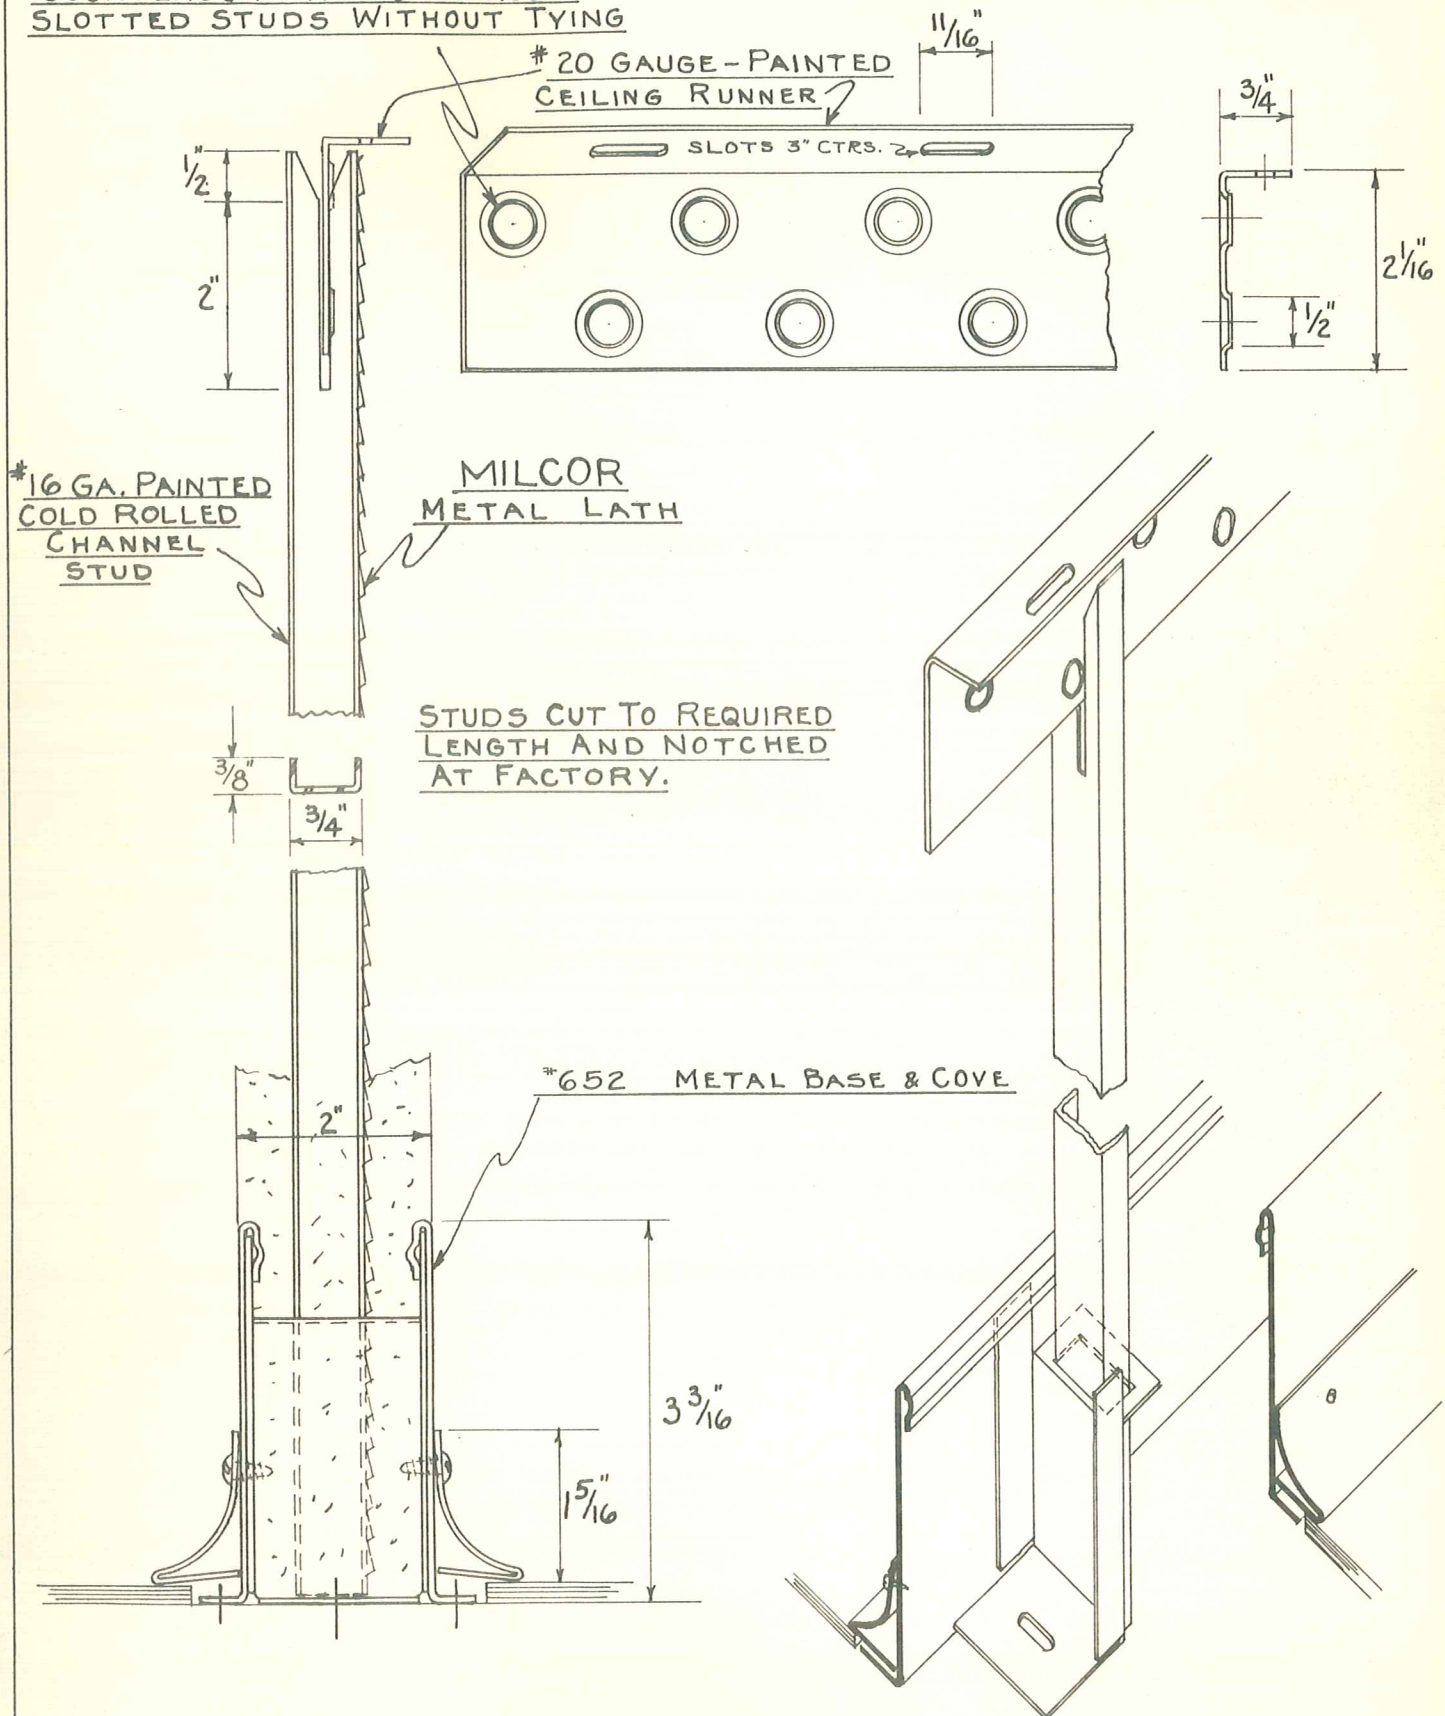 SLOTTED STUDS WITHOUT TYING
#20 GAUGE-PAINTED
CEILING RUNNER
11/16"
3/4"
SLOTS 3" CTRS.
1/2"
2"
2 1/16"
1/2"
#16 GA. PAINTED
COLD ROLLED
CHANNEL
STUD
MILCOR
METAL LATH
STUDS CUT TO REQUIRED
LENGTH AND NOTCHED
AT FACTORY.
3/8"
3/4"
#652 METAL BASE & COVE
2"
3 3/16"
1 5/16"